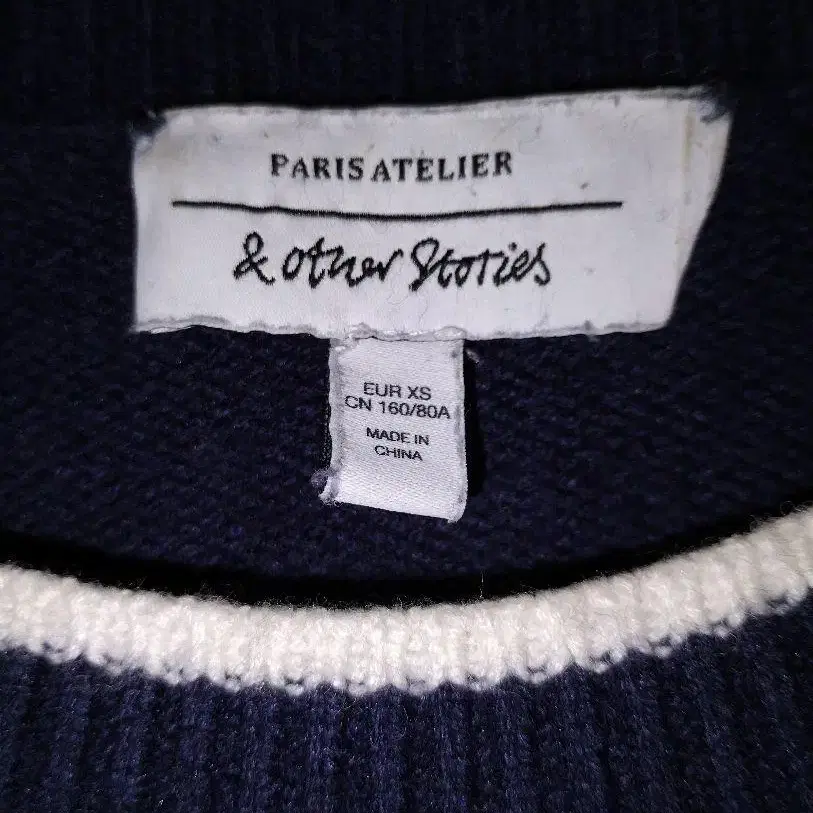 PARIS ATELIER
& other Stories
EUR XS
CN 160/80A
MADE IN
CHINA